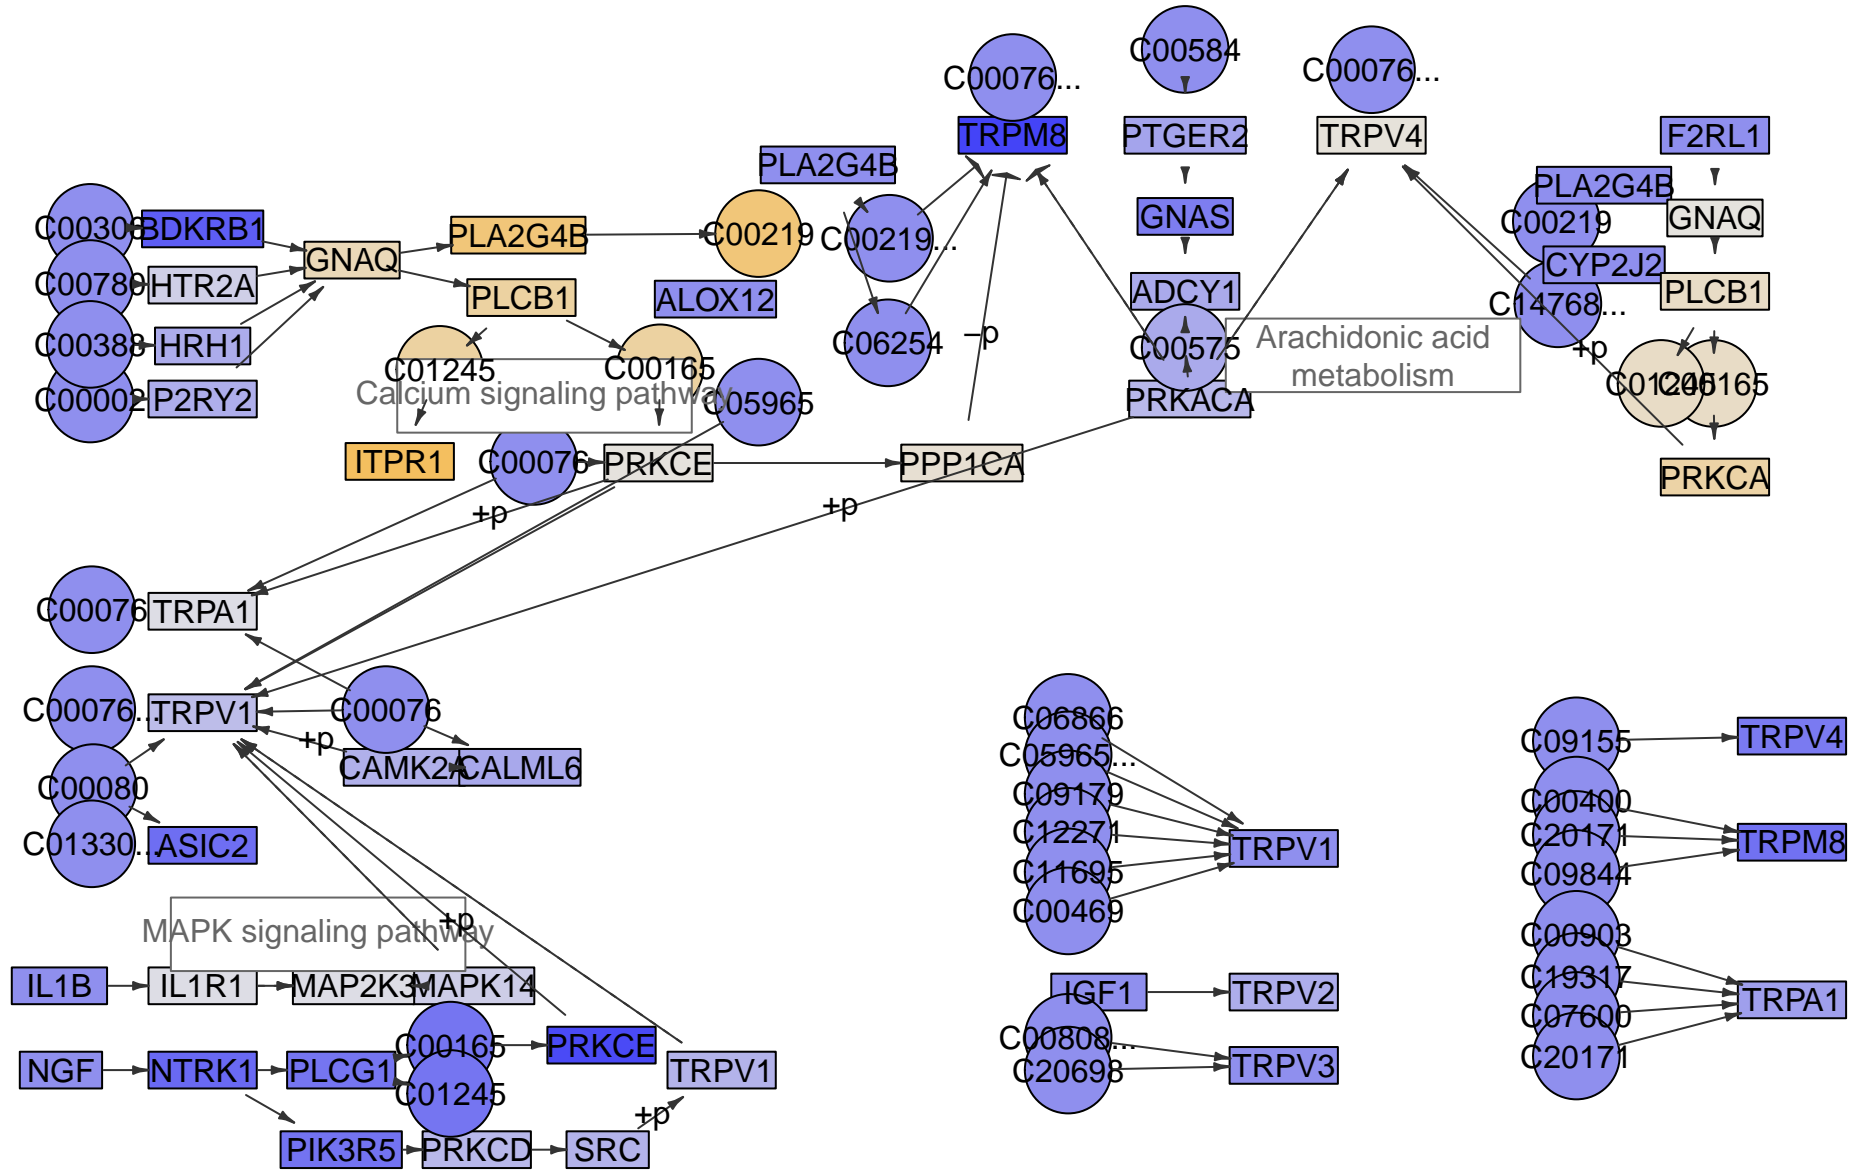 C00584
C00076...
C00076...
TRPM8
PTGER2
TRPV4
F2RL1
PLA2G4B
PLA2G4B
BDKRB1
PLA2G4B
C00219
C00219...
GNAS
C00219
GNAQ
GNAQ
C00780
HTR2A
PLCB1
ALOX12
ADCY1
CYP2J2
PLCB1
C14768...
C00388
HRH1
C01245
C00165
C06254
–p
C00575
Arachidonic acid
metabolism
+p
Calcium signaling pathway
C00002
P2RY2
C05965
PRKACA
C01245
C00165
ITPR1
C00076
PRKCE
PPP1CA
PRKCA
+p
+p
C00076
TRPA1
C00076...
TRPV1
C00076
+p
CAMK2A
CALML6
C00080
C01330...
ASIC2
C06866
C05965...
C09179
C12271
C11695
C00469
TRPV1
C09155
TRPV4
C00400
C20171
C09844
TRPM8
C00903
C19317
C07600
C20171
TRPA1
MAPK signaling pathway
+p
IL1B
IL1R1
MAP2K3
MAPK14
IGF1
TRPV2
C00808...
C20698
TRPV3
NGF
NTRK1
PLCG1
C00165
C01245
PRKCE
TRPV1
+p
PIK3R5
PRKCD
SRC